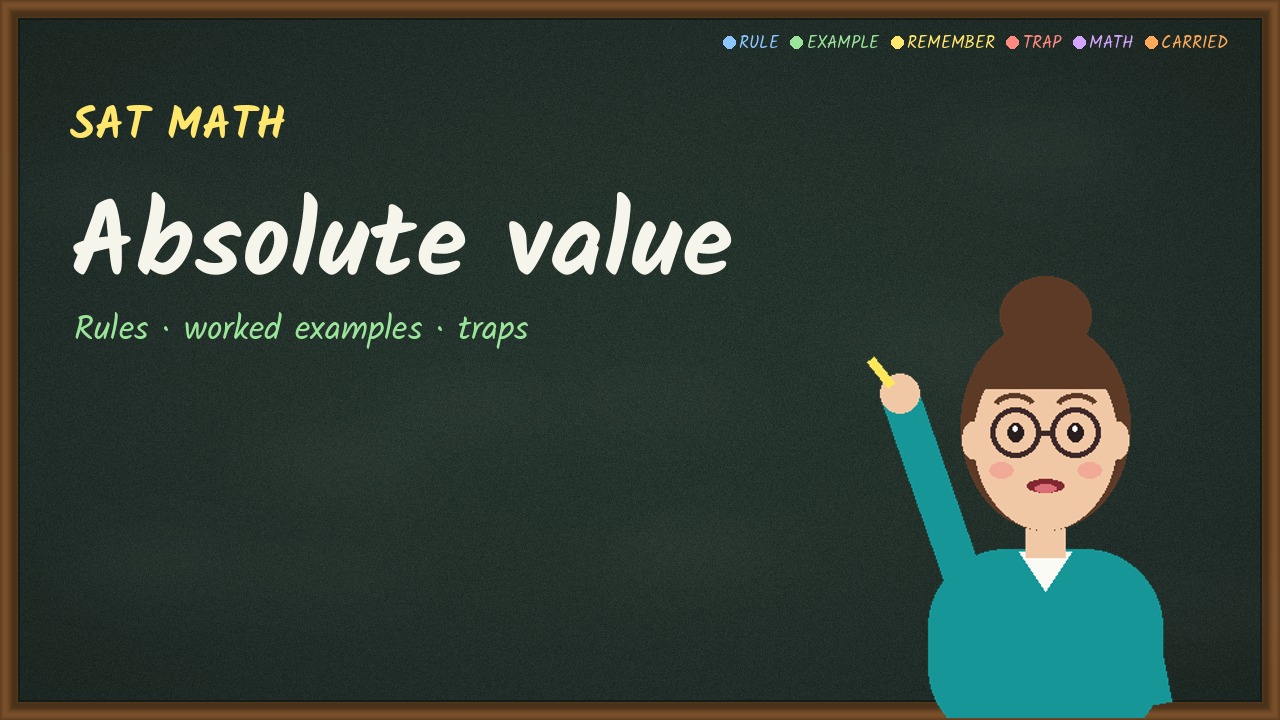 RULE EXAMPLE REMEMBER TRAP MATH CARRIED
SAT MATH
Absolute value
Rules · worked examples · traps